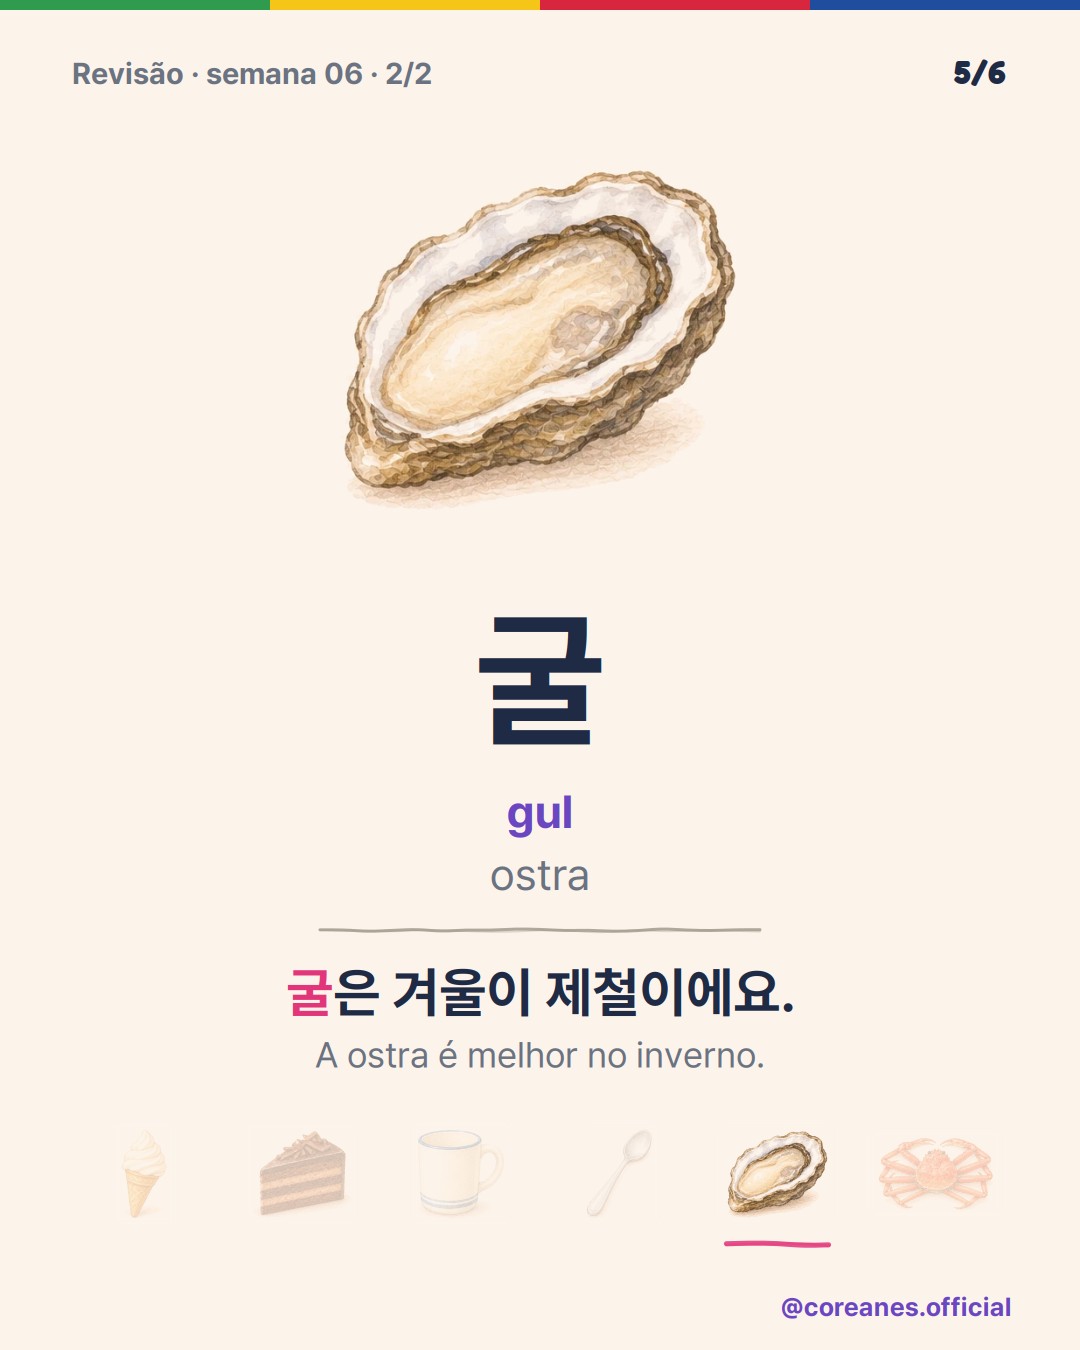 Revisão · semana 06 · 2/2
5/6
굴
gul
ostra
굴은 겨울이 제철이에요.
A ostra é melhor no inverno.
@coreanes.official